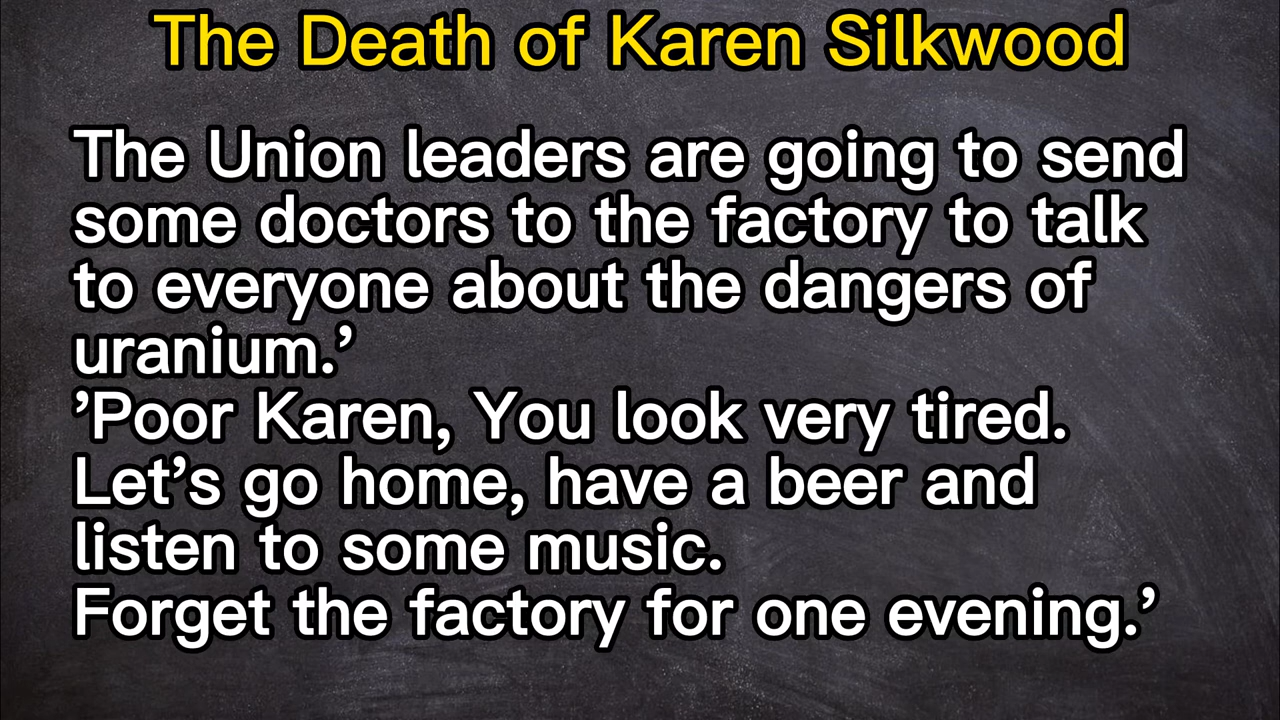 The Death of Karen Silkwood
The Union leaders are going to send
some doctors to the factory to talk
to everyone about the dangers of
uranium.’
’Poor Karen, You look very tired.
Let’s go home, have a beer and
listen to some music.
Forget the factory for one evening.’